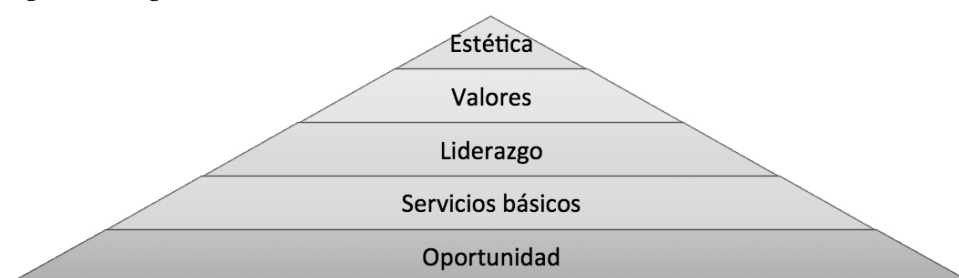 Estética
Valores
Liderazgo
Servicios básicos
Oportunidad